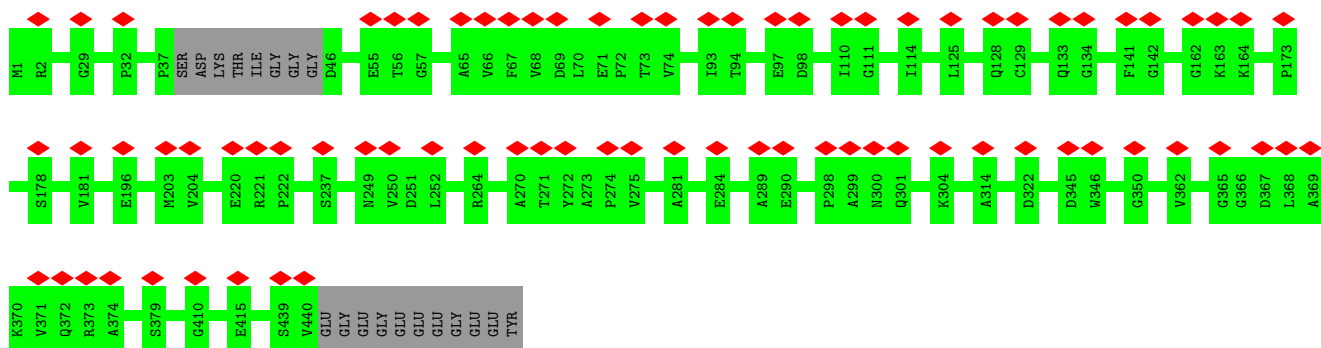 M1 R2 G29 P32 P37 SER ASP LYS THR ILE GLY GLY GLY D46 E55 T56 G57 A65 V66 F67 V68 D69 L70 E71 P72 T73 V74 I93 T94 E97 D98 I110 G111 I114 L125 Q128 C129 Q133 G134 F141 G142 G162 K163 K164 P173
S178 V181 E196 M203 V204 E220 R221 P222 S237 N249 V250 D251 L252 R264 A270 T271 Y272 A273 P274 V275 A281 E284 A289 E290 P298 A299 N300 Q301 K304 A314 D322 D345 W346 G350 V362 G365 G366 D367 L368 A369
K370 V371 Q372 R373 A374 S379 G410 E415 S439 V440 GLU GLY GLU GLY GLU GLU GLU GLY GLU GLU TYR